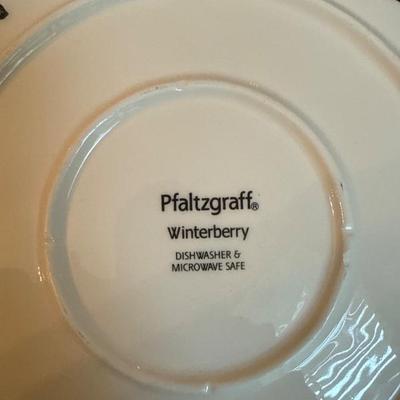 Pfaltzgraff®
Winterberry
DISHWASHER &
MICROWAVE SAFE